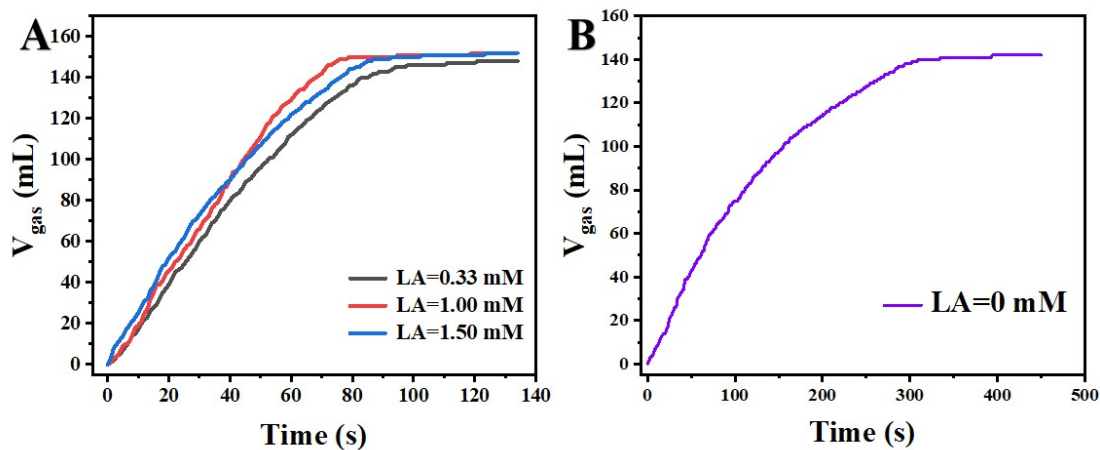 A
V_gas (mL)
160
140
120
100
80
60
40
20
0
LA=0.33 mM
LA=1.00 mM
LA=1.50 mM
0 20 40 60 80 100 120 140
Time (s)
B
V_gas (mL)
160
140
120
100
80
60
40
20
0
LA=0 mM
0 100 200 300 400 500
Time (s)